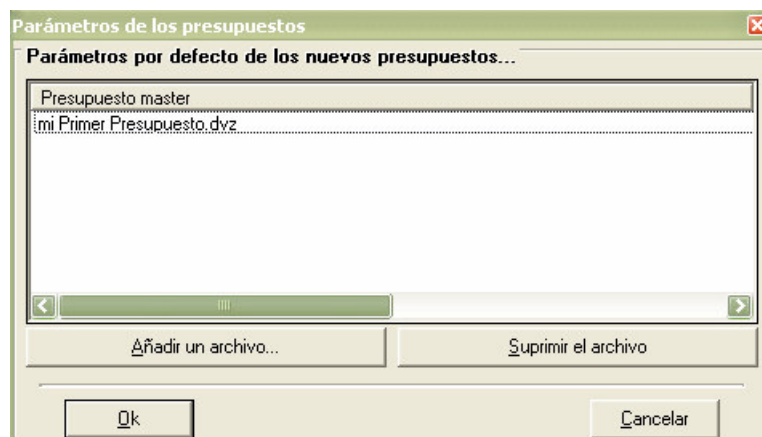 Parámetros de los presupuestos
Parámetros por defecto de los nuevos presupuestos...
Presupuesto master
mi Primer Presupuesto.dvz
Añadir un archivo... Suprimir el archivo
Ok Cancelar